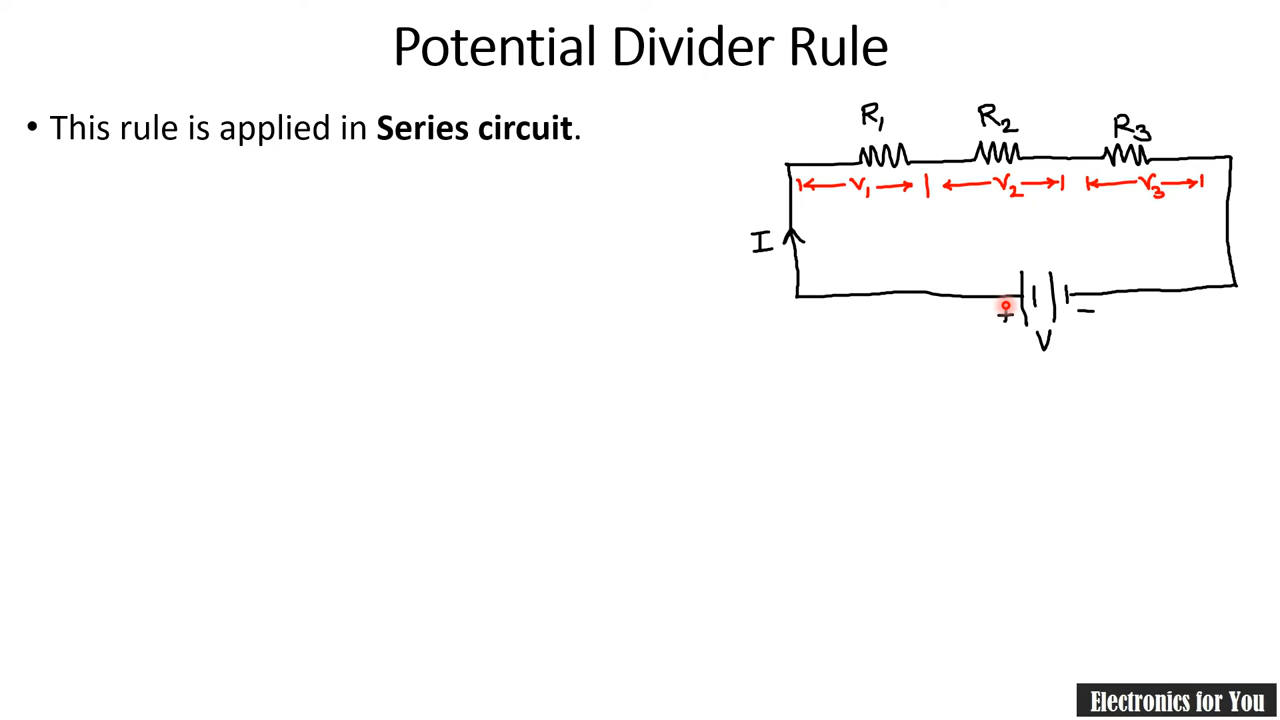 Potential Divider Rule
• This rule is applied in Series circuit.
R₁ R₂ R₃
V₁ V₂ V₃
I
+ −
V
Electronics for You